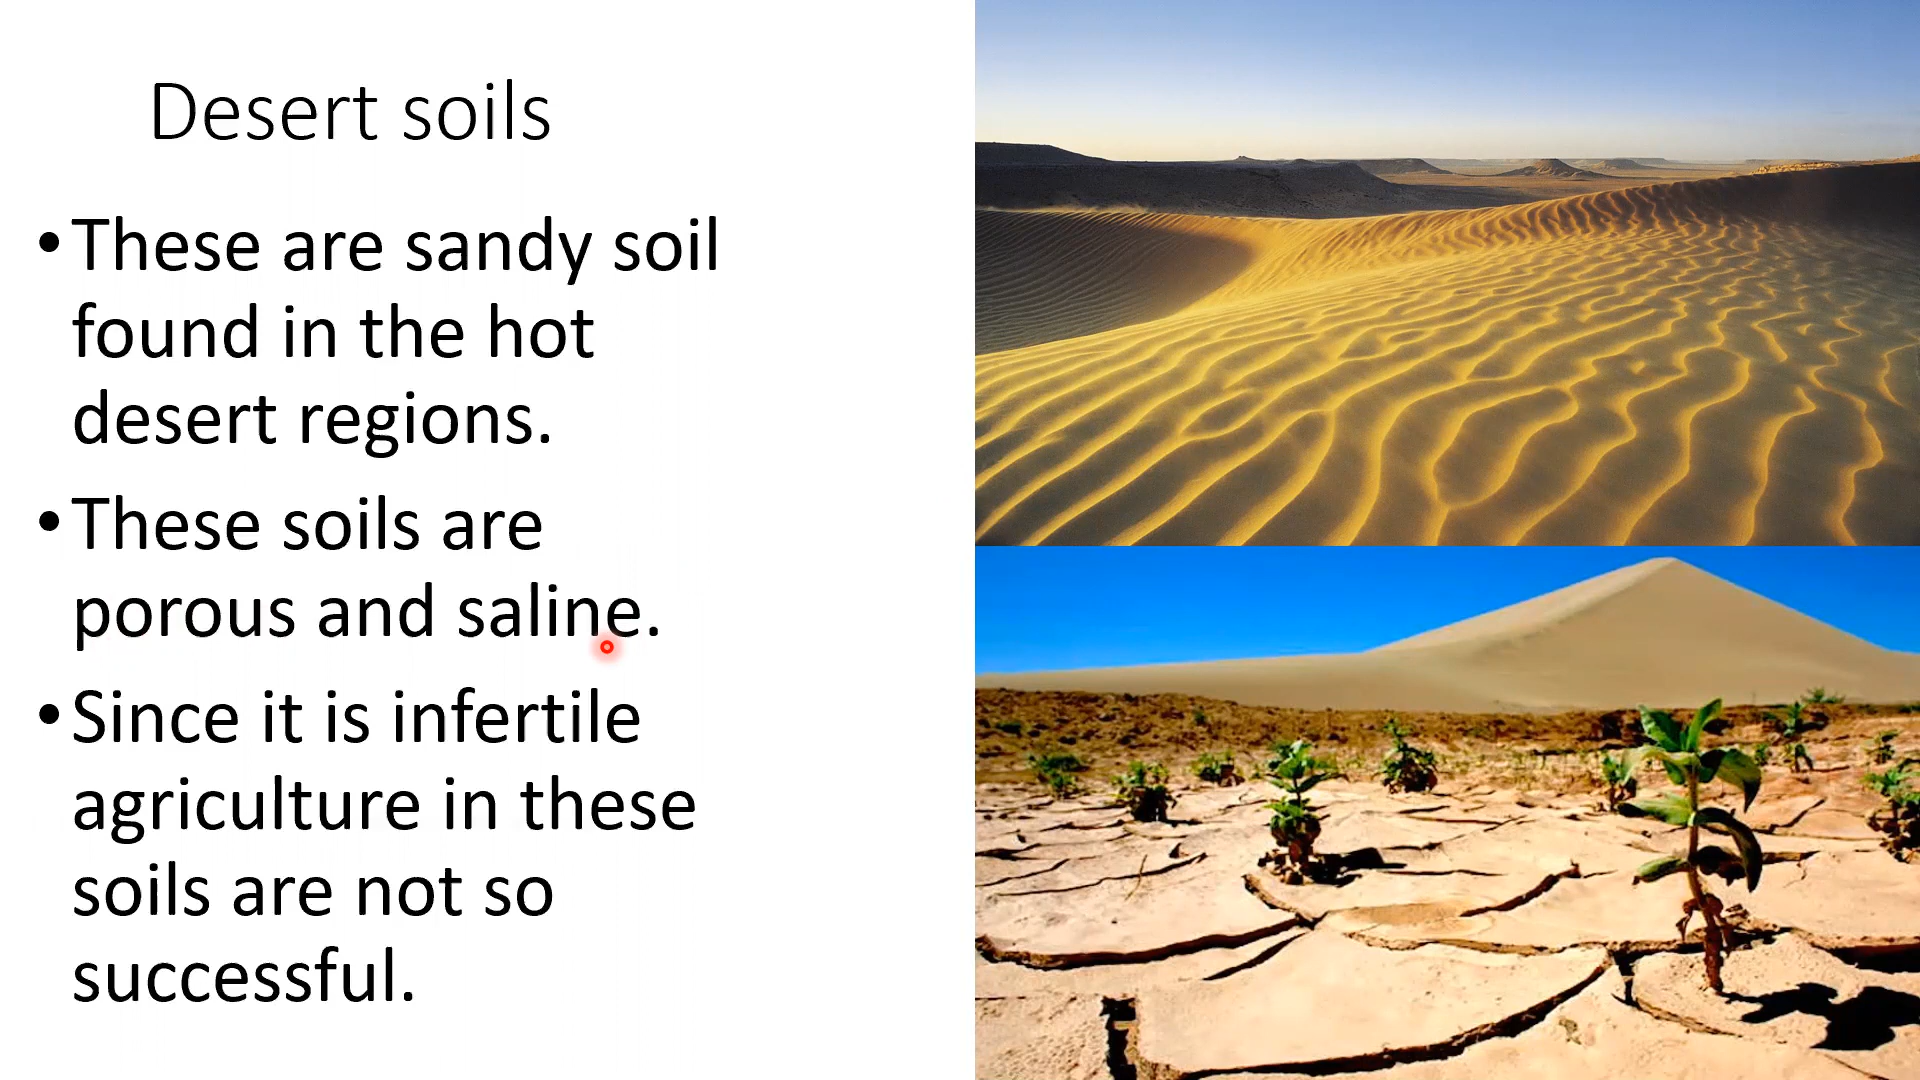 Desert soils
•These are sandy soil
found in the hot
desert regions.
•These soils are
porous and saline.
•Since it is infertile
agriculture in these
soils are not so
successful.